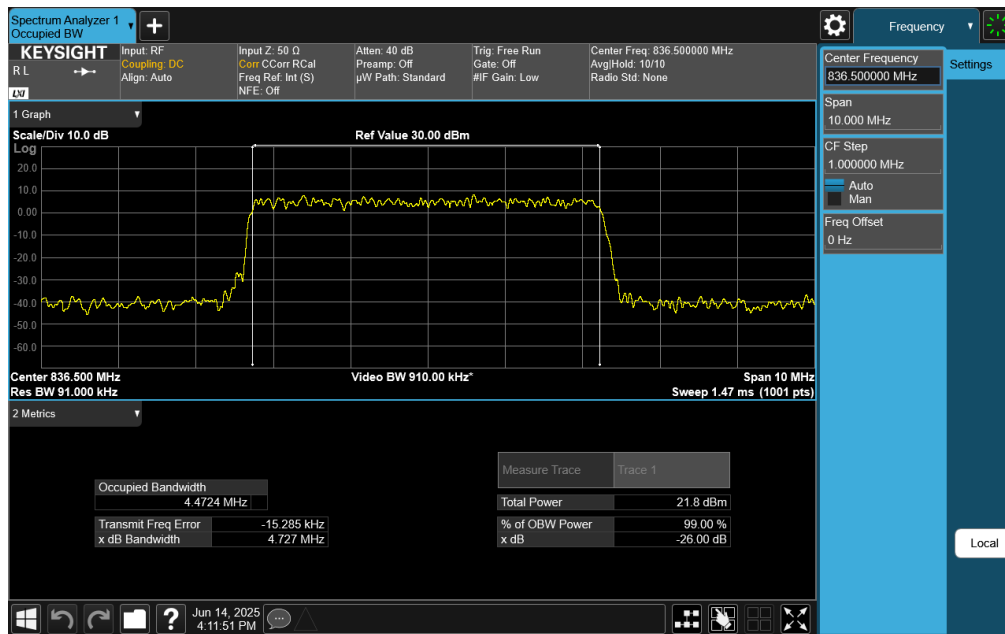 Spectrum Analyzer 1
Occupied BW
Frequency
KEYSIGHT
R L
LXI
Input: RF
Coupling: DC
Align: Auto
Input Z: 50 Ω
Corr CCorr RCal
Freq Ref: Int (S)
NFE: Off
Atten: 40 dB
Preamp: Off
µW Path: Standard
Trig: Free Run
Gate: Off
#IF Gain: Low
Center Freq: 836.500000 MHz
Avg|Hold: 10/10
Radio Std: None
Center Frequency
836.500000 MHz
Settings
Span
10.000 MHz
CF Step
1.000000 MHz
Auto
Man
Freq Offset
0 Hz
1 Graph
Scale/Div 10.0 dB
Ref Value 30.00 dBm
Log
20.0
10.0
0.00
-10.0
-20.0
-30.0
-40.0
-50.0
-60.0
Center 836.500 MHz
Video BW 910.00 kHz*
Span 10 MHz
Res BW 91.000 kHz
Sweep 1.47 ms (1001 pts)
2 Metrics
Measure Trace Trace 1
Occupied Bandwidth
4.4724 MHz
Total Power 21.8 dBm
Transmit Freq Error -15.285 kHz
% of OBW Power 99.00 %
x dB Bandwidth 4.727 MHz
x dB -26.00 dB
Local
?
Jun 14, 2025
4:11:51 PM